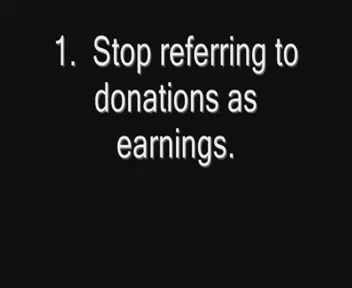 1. Stop referring to
donations as
earnings.